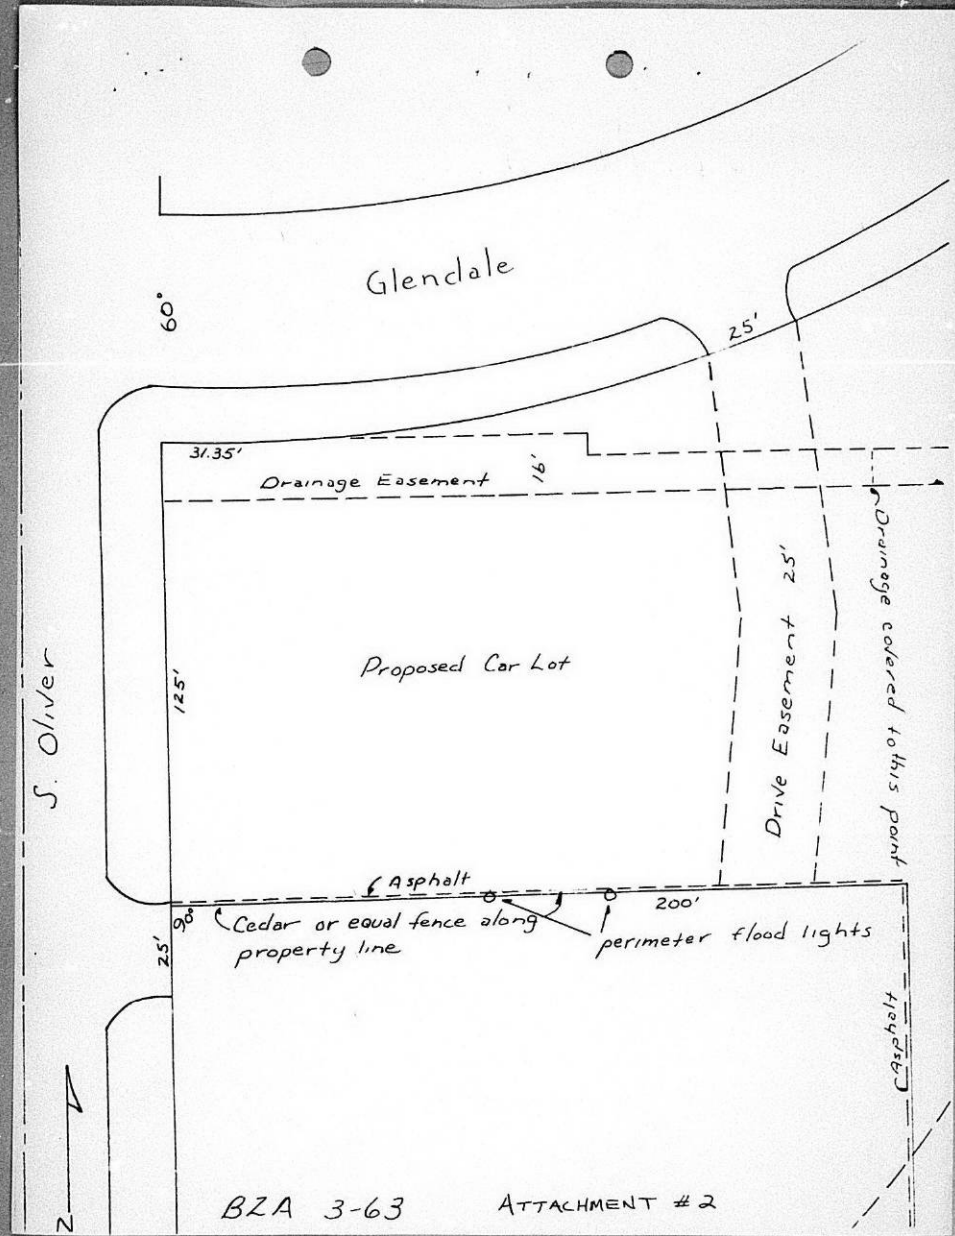 Glendale
60°
25'
31.35'
Drainage Easement
16'
Drainage covered to this point
Drive Easement 25'
Proposed Car Lot
125'
S. Oliver
Asphalt
90°
Cedar or equal fence along
property line
200'
perimeter flood lights
25'
Asphalt
N
BZA 3-63 ATTACHMENT #2